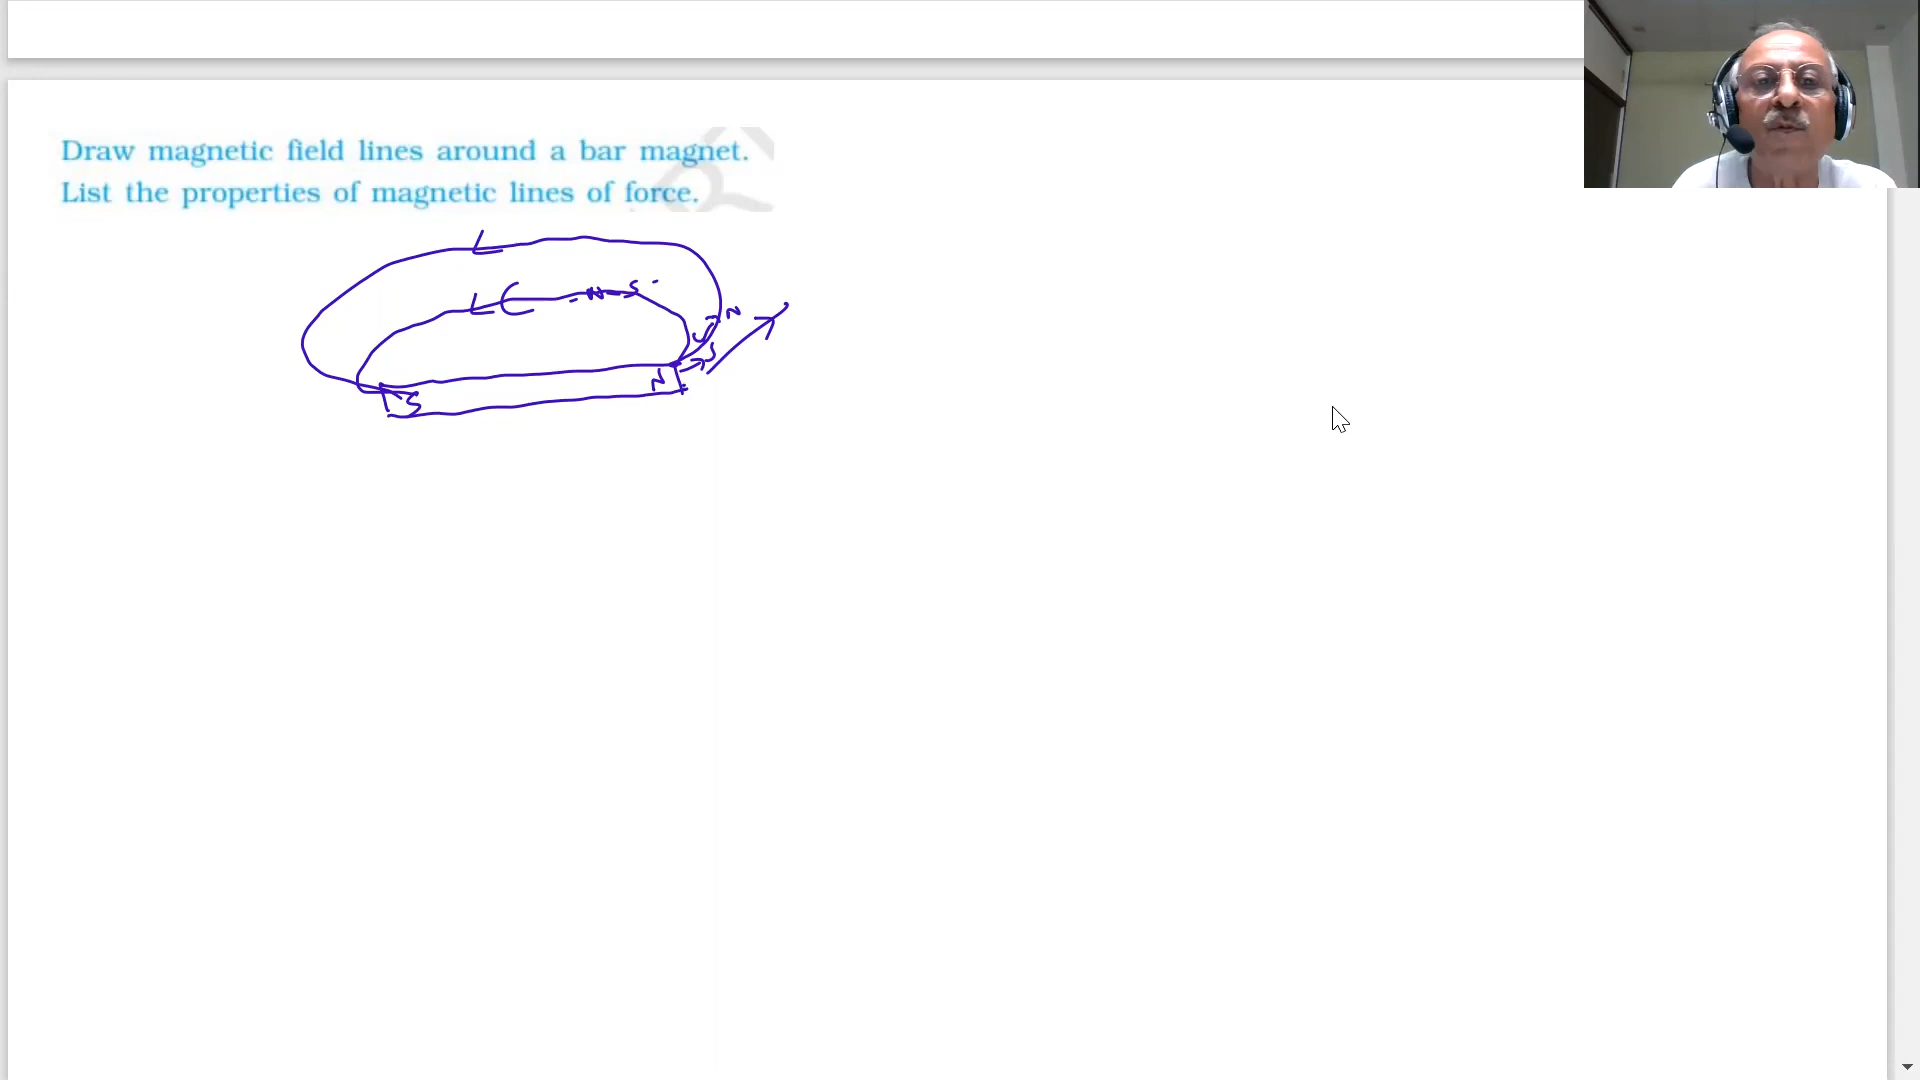 Draw magnetic field lines around a bar magnet.
List the properties of magnetic lines of force.
N S
N
S
N
S